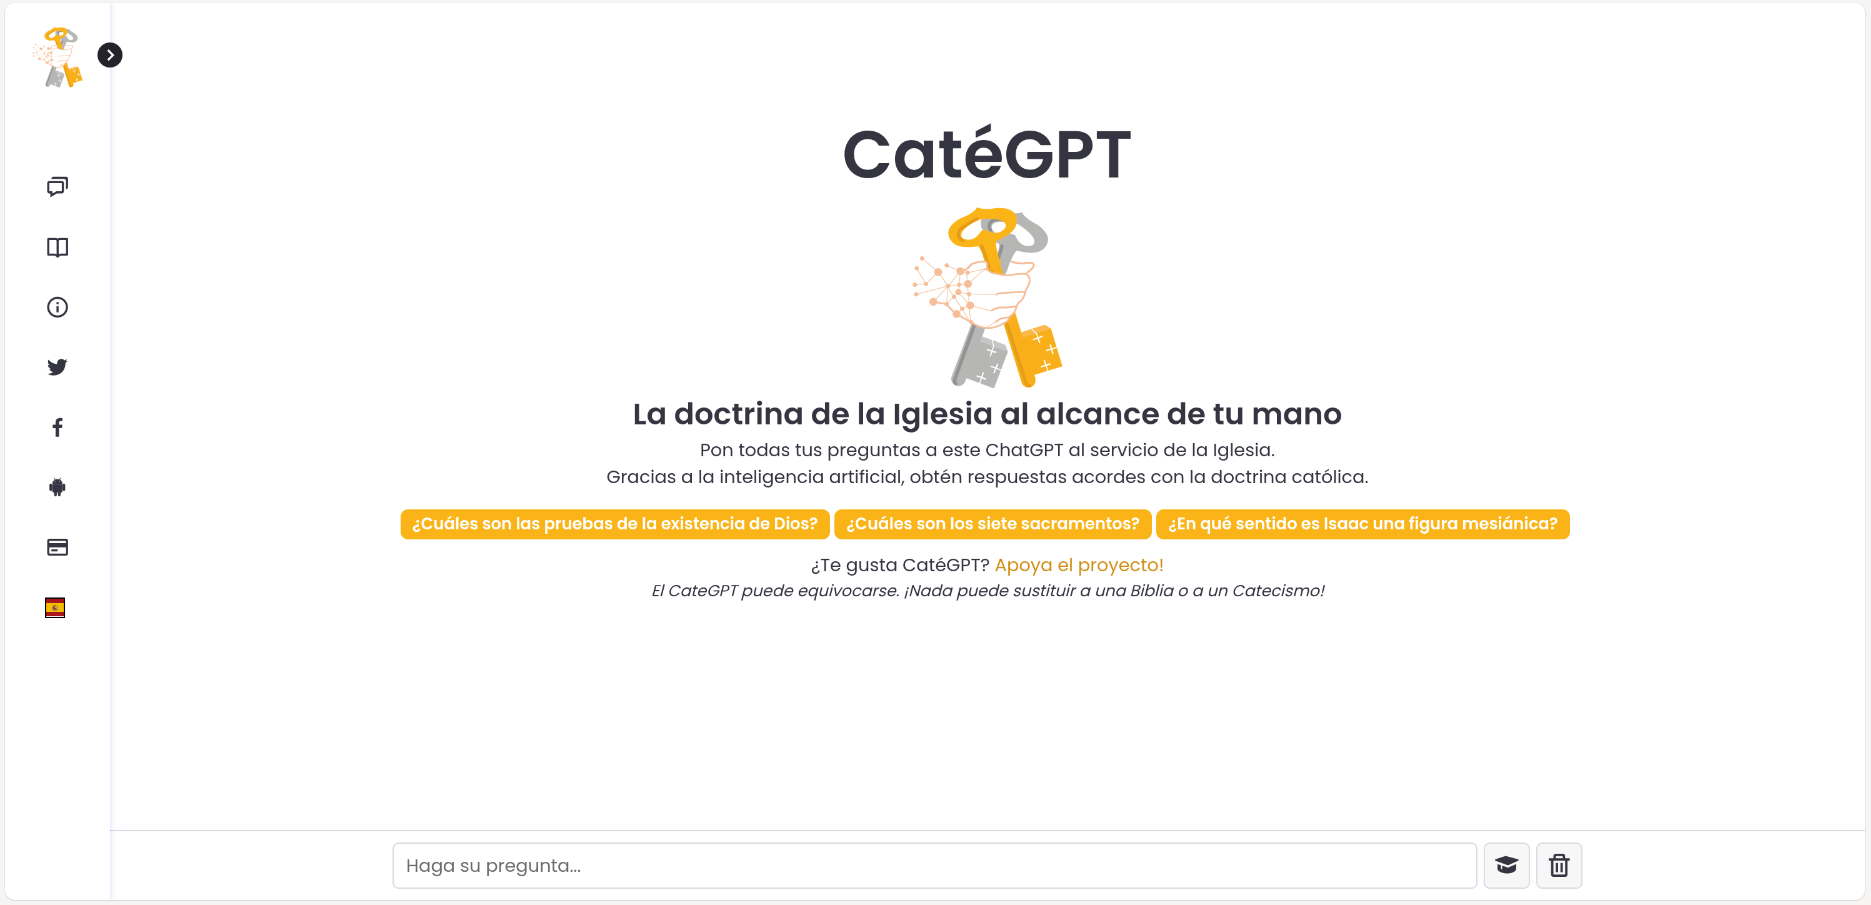 CatéGPT
La doctrina de la Iglesia al alcance de tu mano
Pon todas tus preguntas a este ChatGPT al servicio de la Iglesia.
Gracias a la inteligencia artificial, obtén respuestas acordes con la doctrina católica.
¿Cuáles son las pruebas de la existencia de Dios? ¿Cuáles son los siete sacramentos? ¿En qué sentido es Isaac una figura mesiánica?
¿Te gusta CatéGPT? Apoya el proyecto!
El CateGPT puede equivocarse. ¡Nada puede sustituir a una Biblia o a un Catecismo!
Haga su pregunta...